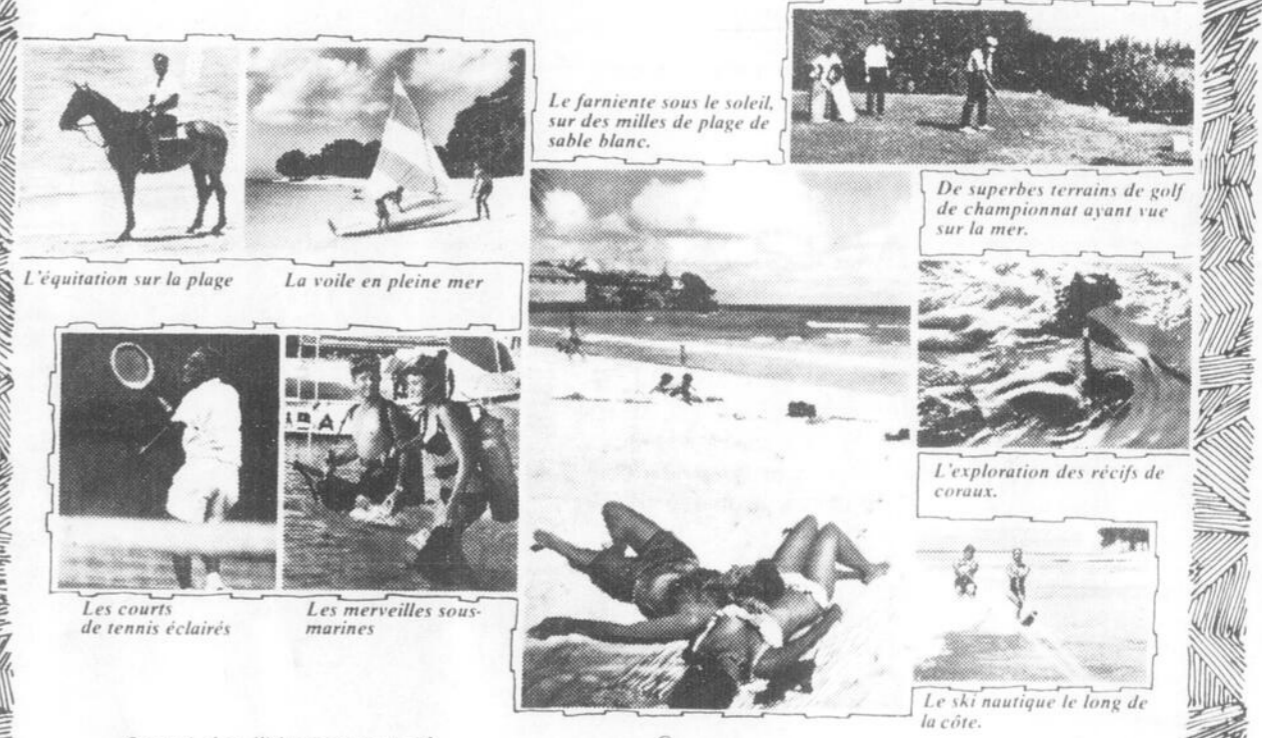 Le farniente sous le soleil,
sur des milles de plage de
sable blanc.
De superbes terrains de golf
de championnat ayant vue
sur la mer.
L'équitation sur la plage
La voile en pleine mer
L'exploration des récifs de
coraux.
Les courts
de tennis éclairés
Les merveilles sous-
marines
Le ski nautique le long de
la côte.